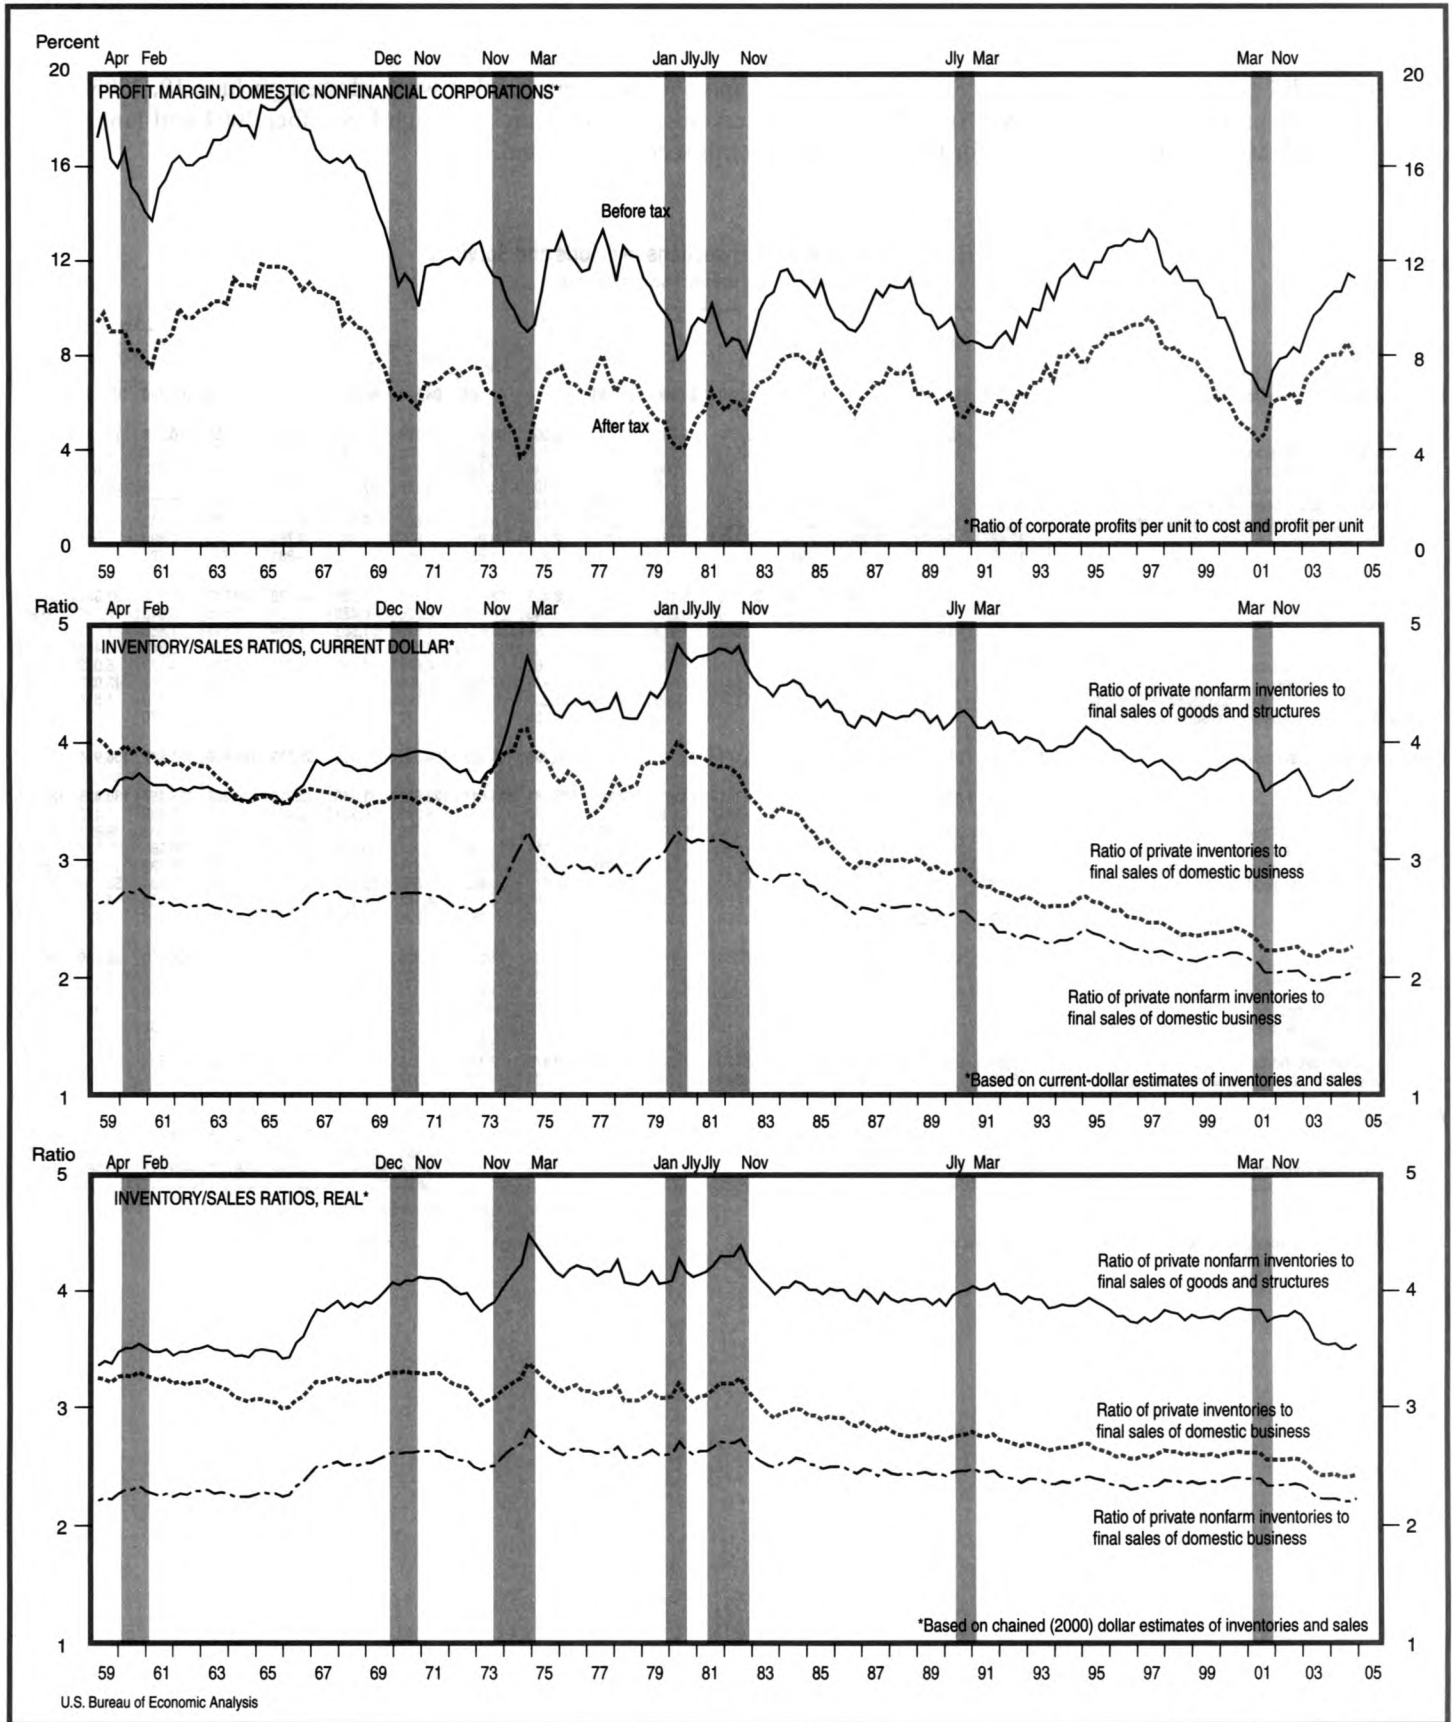 Percent
Apr Feb Dec Nov Nov Mar Jan Jly Jly Nov Jly Mar Mar Nov
20 20
PROFIT MARGIN, DOMESTIC NONFINANCIAL CORPORATIONS*
16 16
Before tax
12 12
8 8
After tax
4 4
*Ratio of corporate profits per unit to cost and profit per unit
0 0
59 61 63 65 67 69 71 73 75 77 79 81 83 85 87 89 91 93 95 97 99 01 03 05
Ratio Apr Feb Dec Nov Nov Mar Jan Jly Jly Nov Jly Mar Mar Nov
5 5
INVENTORY/SALES RATIOS, CURRENT DOLLAR*
Ratio of private nonfarm inventories to
final sales of goods and structures
4 4
3 3
Ratio of private inventories to
final sales of domestic business
2 2
Ratio of private nonfarm inventories to
final sales of domestic business
*Based on current-dollar estimates of inventories and sales
1 1
59 61 63 65 67 69 71 73 75 77 79 81 83 85 87 89 91 93 95 97 99 01 03 05
Ratio Apr Feb Dec Nov Nov Mar Jan Jly Jly Nov Jly Mar Mar Nov
5 5
INVENTORY/SALES RATIOS, REAL*
Ratio of private nonfarm inventories to
final sales of goods and structures
4 4
3 3
Ratio of private inventories to
final sales of domestic business
2 2
Ratio of private nonfarm inventories to
final sales of domestic business
*Based on chained (2000) dollar estimates of inventories and sales
1 1
59 61 63 65 67 69 71 73 75 77 79 81 83 85 87 89 91 93 95 97 99 01 03 05
U.S. Bureau of Economic Analysis